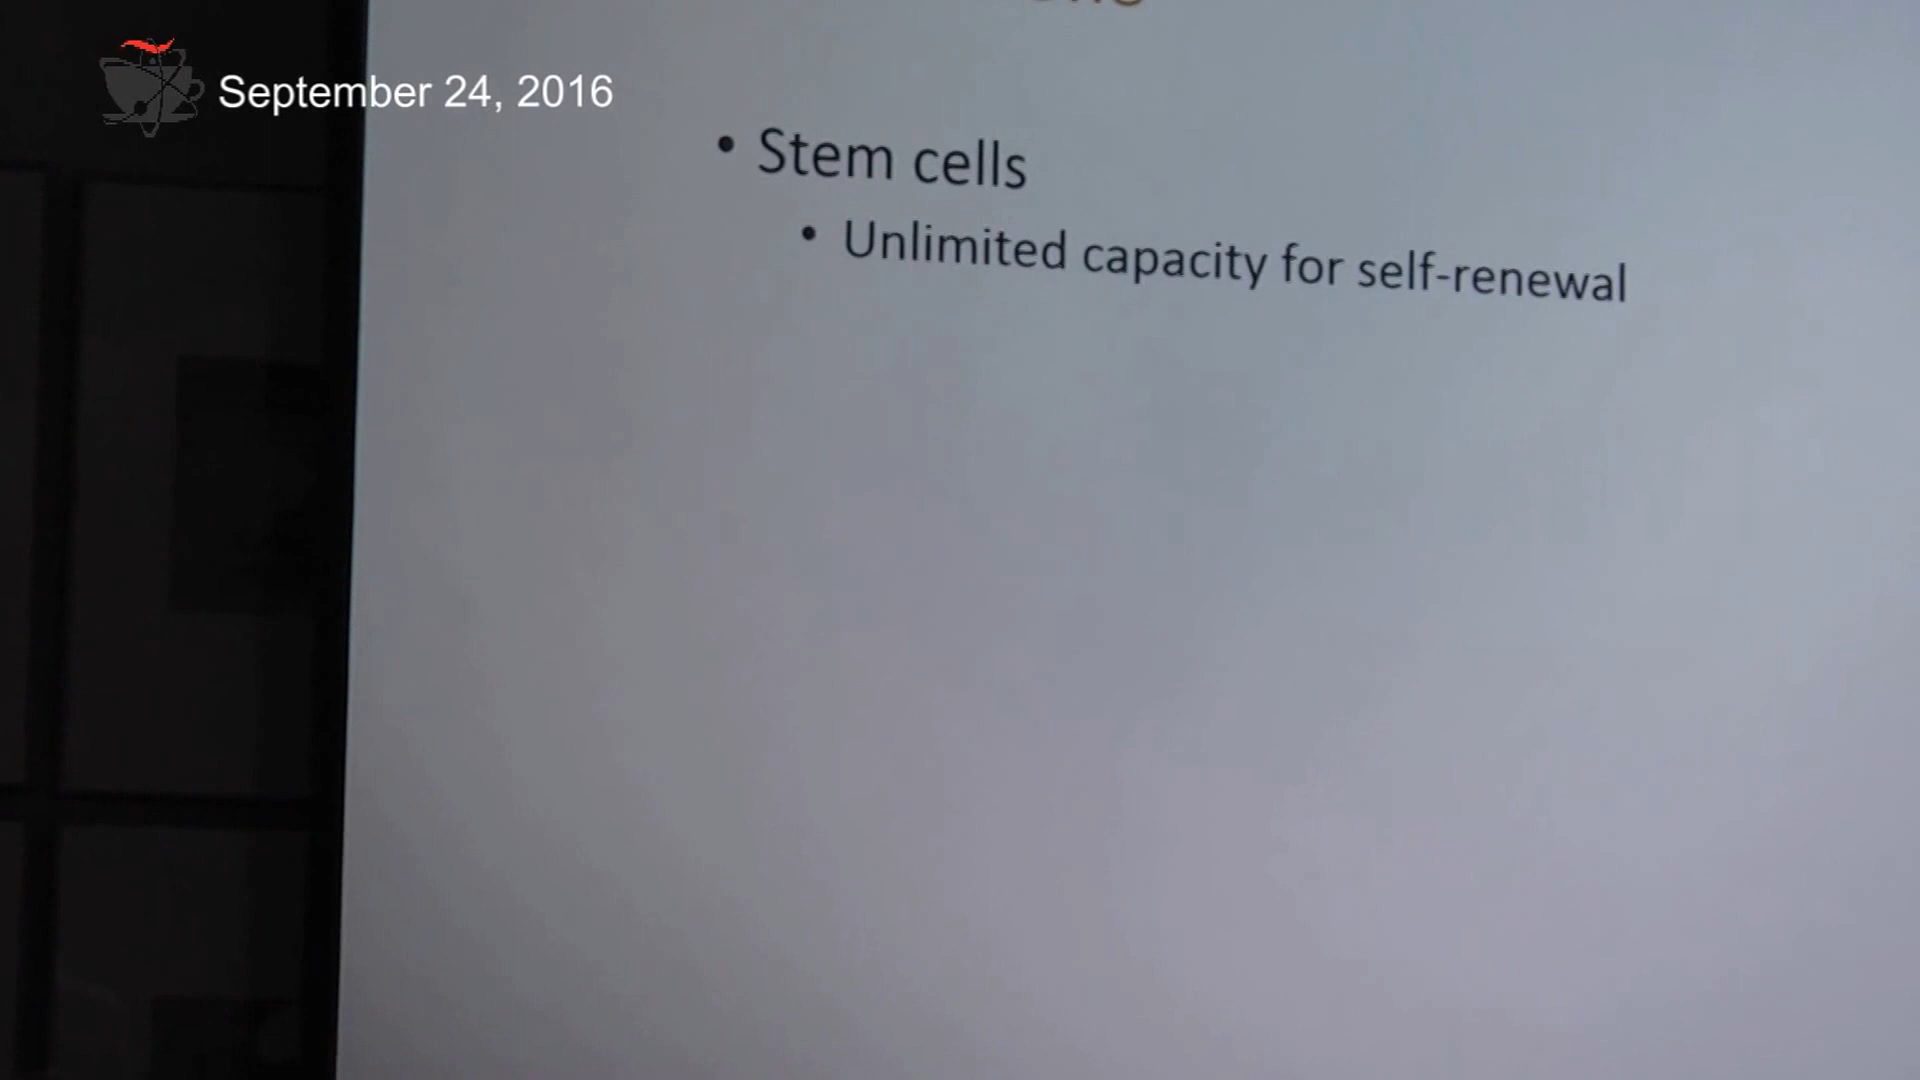 September 24, 2016
• Stem cells
• Unlimited capacity for self-renewal